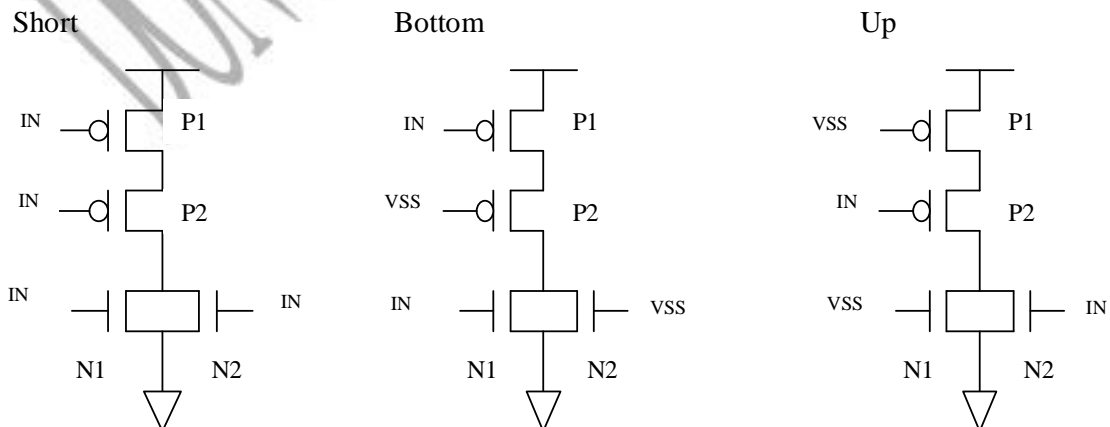 Short Bottom Up
IN P1 IN P1 VSS P1
IN P2 VSS P2 IN P2
IN IN IN VSS VSS IN
N1 N2 N1 N2 N1 N2